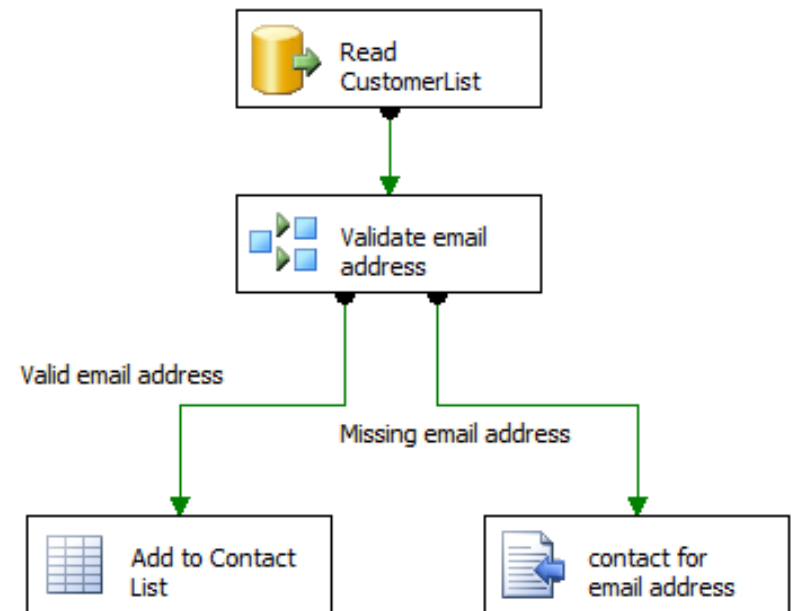 Read
CustomerList
Validate email
address
Valid email address
Missing email address
Add to Contact
List
contact for
email address